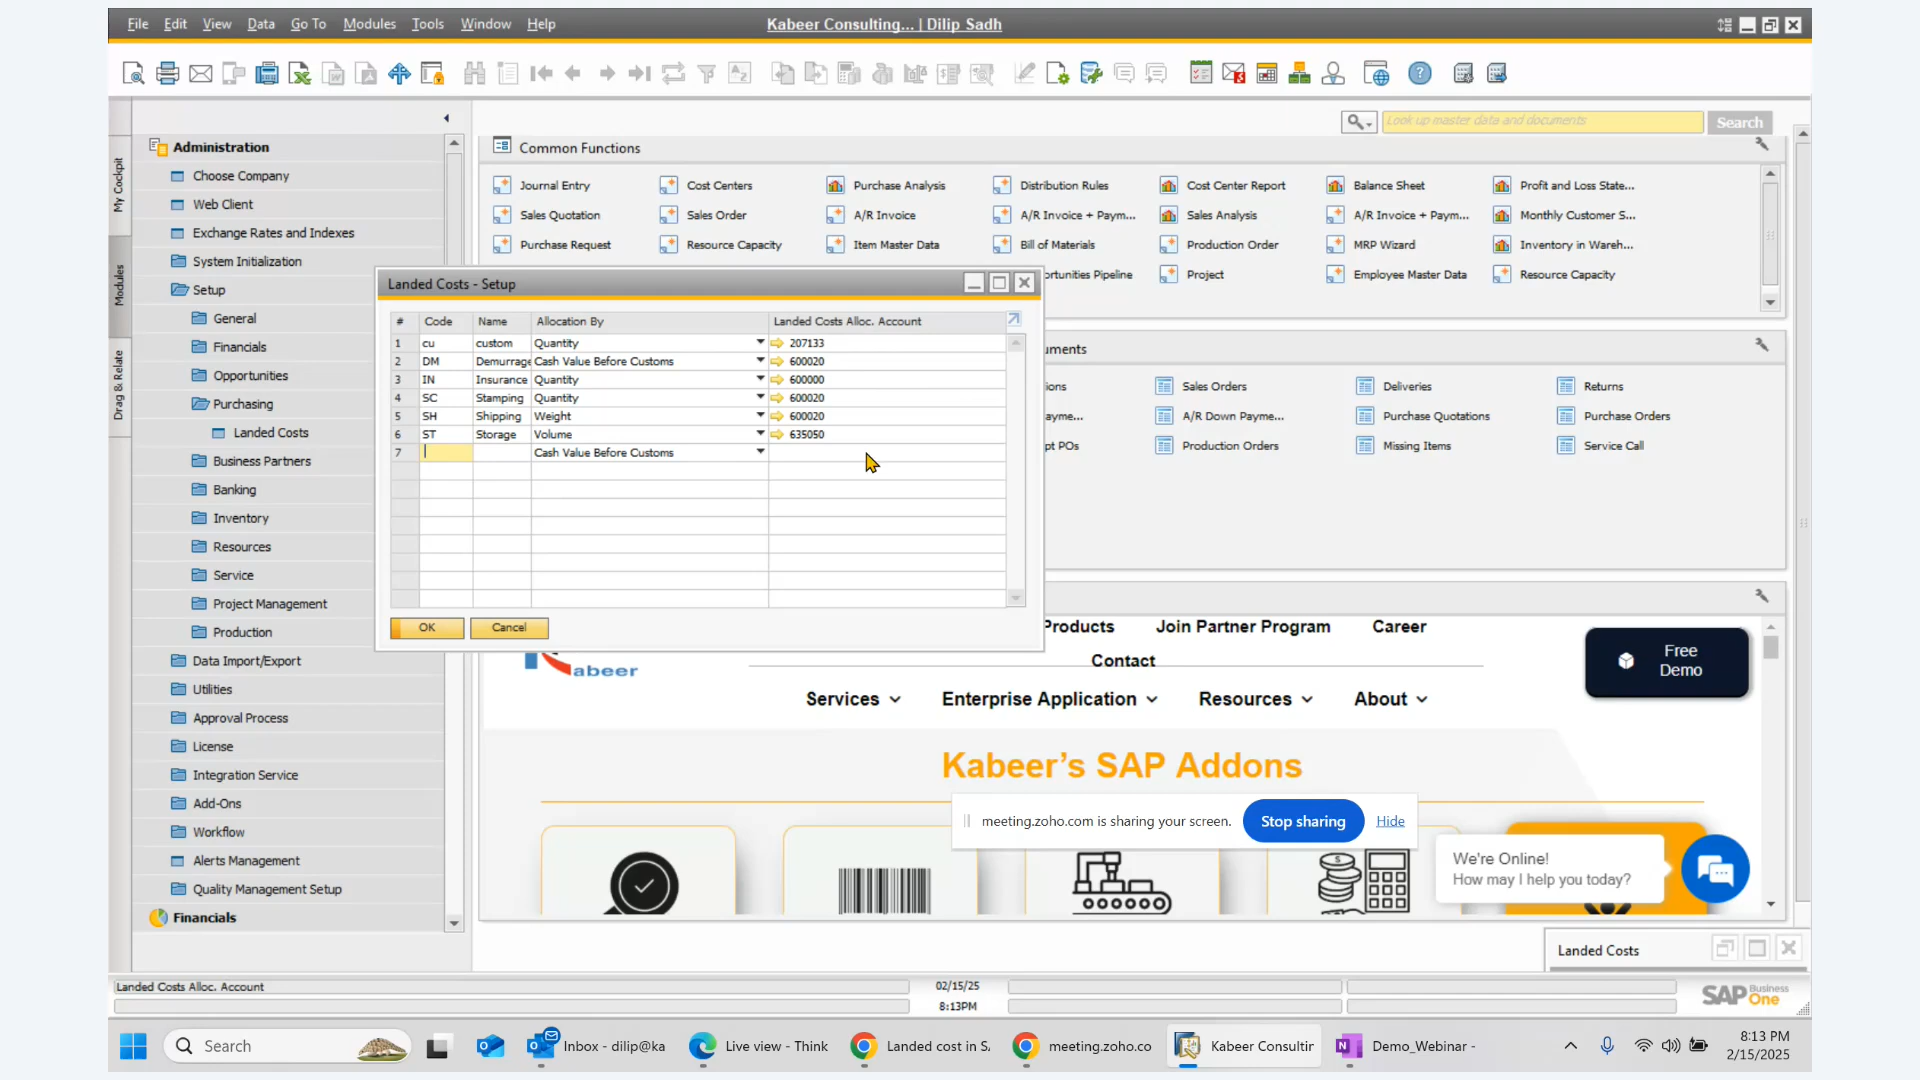 File Edit View Data Go To Modules Tools Window Help
Kabeer Consulting... | Dilip Sadh
Look up master data and documents
Search
My Cockpit
Modules
Drag & Relate
Administration
Choose Company
Web Client
Exchange Rates and Indexes
System Initialization
Setup
General
Financials
Opportunities
Purchasing
Landed Costs
Business Partners
Banking
Inventory
Resources
Service
Project Management
Production
Data Import/Export
Utilities
Approval Process
License
Integration Service
Add-Ons
Workflow
Alerts Management
Quality Management Setup
Financials
Common Functions
Journal Entry Cost Centers Purchase Analysis Distribution Rules Cost Center Report Balance Sheet Profit and Loss State...
Sales Quotation Sales Order A/R Invoice A/R Invoice + Paym... Sales Analysis A/R Invoice + Paym... Monthly Customer S...
Purchase Request Resource Capacity Item Master Data Bill of Materials Production Order MRP Wizard Inventory in Wareh...
ortunities Pipeline Project Employee Master Data Resource Capacity
Landed Costs - Setup
# Code Name Allocation By Landed Costs Alloc. Account
1 cu custom Quantity 207133
2 DM Demurrage Cash Value Before Customs 600020
3 IN Insurance Quantity 600000
4 SC Stamping Quantity 600020
5 SH Shipping Weight 600020
6 ST Storage Volume 635050
7 Cash Value Before Customs
OK Cancel
uments
ions Sales Orders Deliveries Returns
ayme... A/R Down Payme... Purchase Quotations Purchase Orders
pt POs Production Orders Missing Items Service Call
abeer
Products Join Partner Program Career
Contact
Free
Demo
Services Enterprise Application Resources About
Kabeer's SAP Addons
meeting.zoho.com is sharing your screen. Stop sharing Hide
We're Online!
How may I help you today?
Landed Costs
Landed Costs Alloc. Account
02/15/25
8:13PM
SAP Business
One
Search
Inbox - dilip@ka
Live view - Think
Landed cost in S.
meeting.zoho.co
Kabeer Consultir
Demo_Webinar -
8:13 PM
2/15/2025